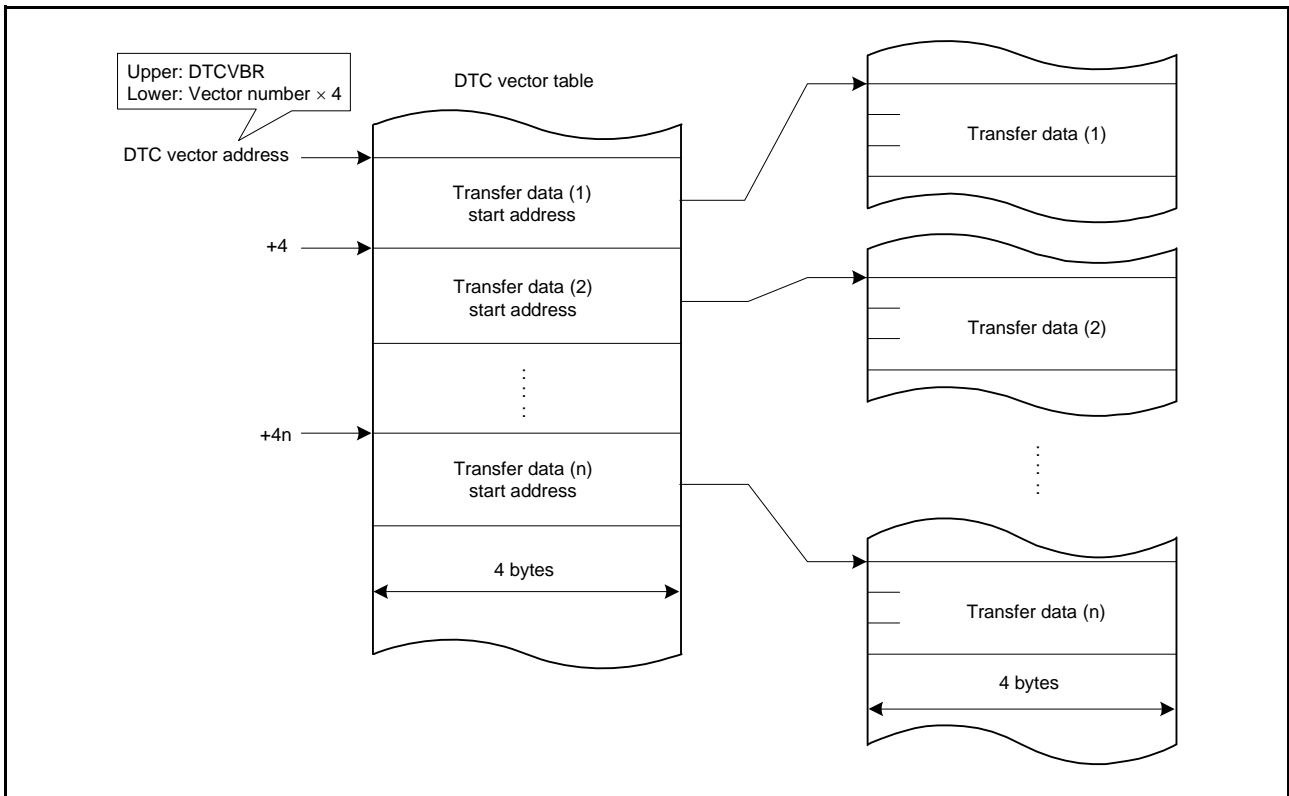 Upper: DTCVBR
Lower: Vector number × 4
DTC vector table
DTC vector address
Transfer data (1)
start address
+4
Transfer data (2)
start address
+4n
Transfer data (n)
start address
4 bytes
Transfer data (1)
Transfer data (2)
Transfer data (n)
4 bytes